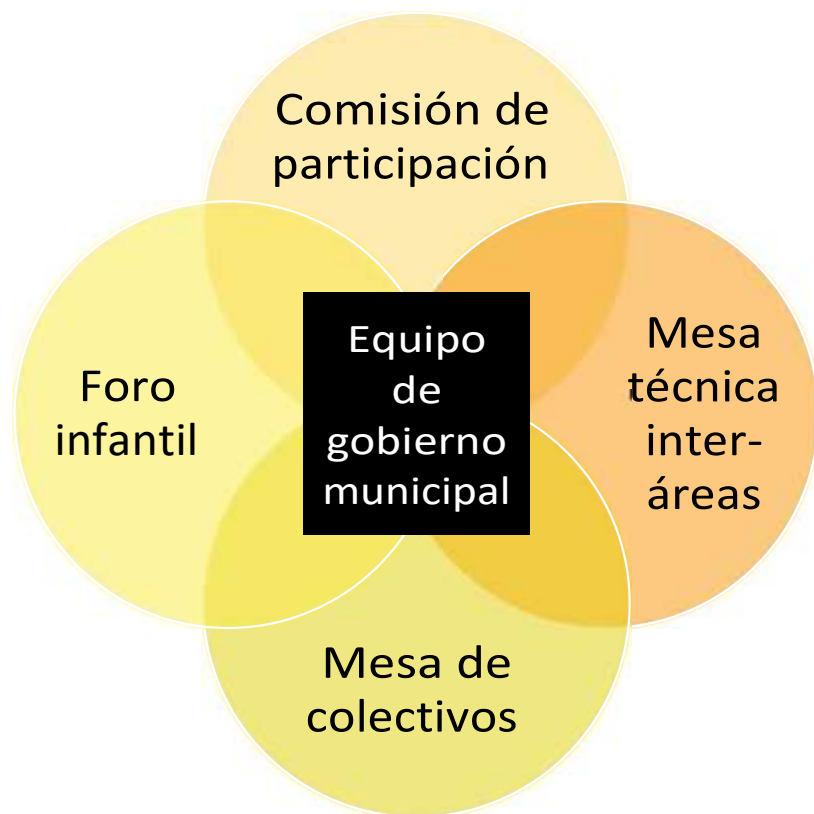 Comisión de
participación
Foro
infantil
Equipo
de
gobierno
municipal
Mesa
técnica
inter-
áreas
Mesa de
colectivos